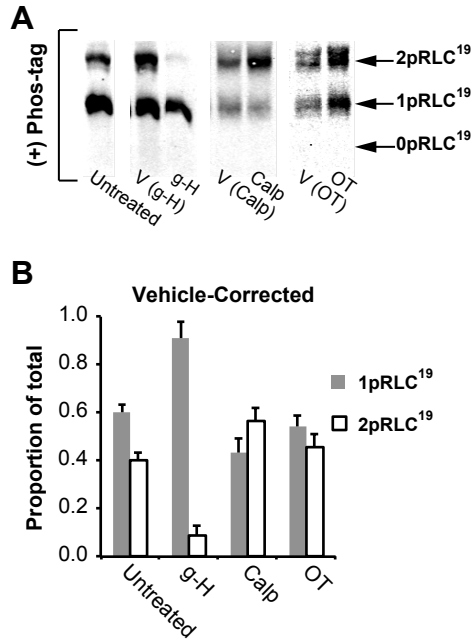 A
(+) Phos-tag
2pRLC¹⁹
1pRLC¹⁹
0pRLC¹⁹
Untreated
V (g-H)
g-H
V (Calp)
Calp
V (OT)
OT
B
Vehicle-Corrected
Proportion of total
1.0
0.8
0.6
0.4
0.2
0.0
1pRLC¹⁹
2pRLC¹⁹
Untreated
g-H
Calp
OT